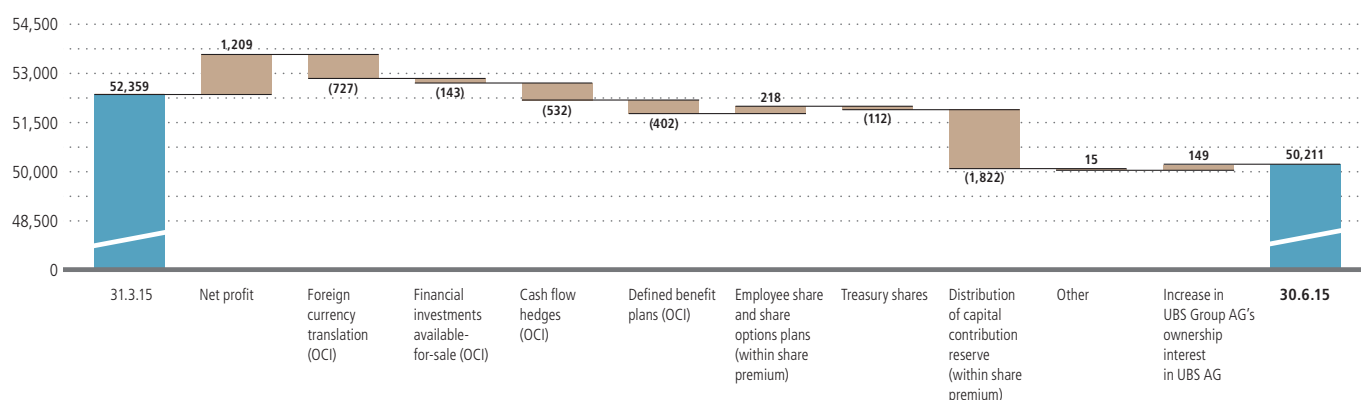 54,500
53,000
51,500
50,000
48,500
0
52,359
1,209
(727)
(143)
(532)
(402)
218
(112)
(1,822)
15
149
50,211
31.3.15
Net profit
Foreign
currency
translation
(OCI)
Financial
investments
available-
for-sale (OCI)
Cash flow
hedges
(OCI)
Defined benefit
plans (OCI)
Employee share
and share
options plans
(within share
premium)
Treasury shares
Distribution
of capital
contribution
reserve
(within share
premium)
Other
Increase in
UBS Group AG’s
ownership
interest
in UBS AG
30.6.15